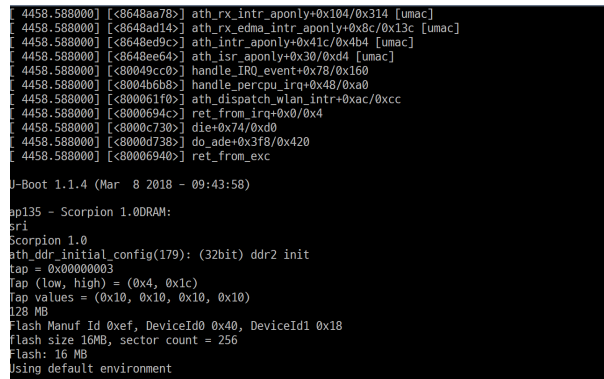 [ 4458.588000] [<8648aa78>] ath_rx_intr_aponly+0x104/0x314 [umac]
[ 4458.588000] [<8648ad14>] ath_rx_edma_intr_aponly+0x8c/0x13c [umac]
[ 4458.588000] [<8648ed9c>] ath_intr_aponly+0x41c/0x4b4 [umac]
[ 4458.588000] [<8648ee64>] ath_isr_aponly+0x30/0xd4 [umac]
[ 4458.588000] [<80049cc0>] handle_IRQ_event+0x78/0x160
[ 4458.588000] [<8004b6b8>] handle_percpu_irq+0x48/0xa0
[ 4458.588000] [<800061f0>] ath_dispatch_wlan_intr+0xac/0xcc
[ 4458.588000] [<8000694c>] ret_from_irq+0x0/0x4
[ 4458.588000] [<8000c730>] die+0x74/0xd0
[ 4458.588000] [<8000d738>] do_ade+0x3f8/0x420
[ 4458.588000] [<80006940>] ret_from_exc
U-Boot 1.1.4 (Mar  8 2018 - 09:43:58)
ap135 - Scorpion 1.0DRAM:
sri
Scorpion 1.0
ath_ddr_initial_config(179): (32bit) ddr2 init
tap = 0x00000003
Tap (low, high) = (0x4, 0x1c)
Tap values = (0x10, 0x10, 0x10, 0x10)
128 MB
Flash Manuf Id 0xef, DeviceId0 0x40, DeviceId1 0x18
flash size 16MB, sector count = 256
Flash: 16 MB
Using default environment